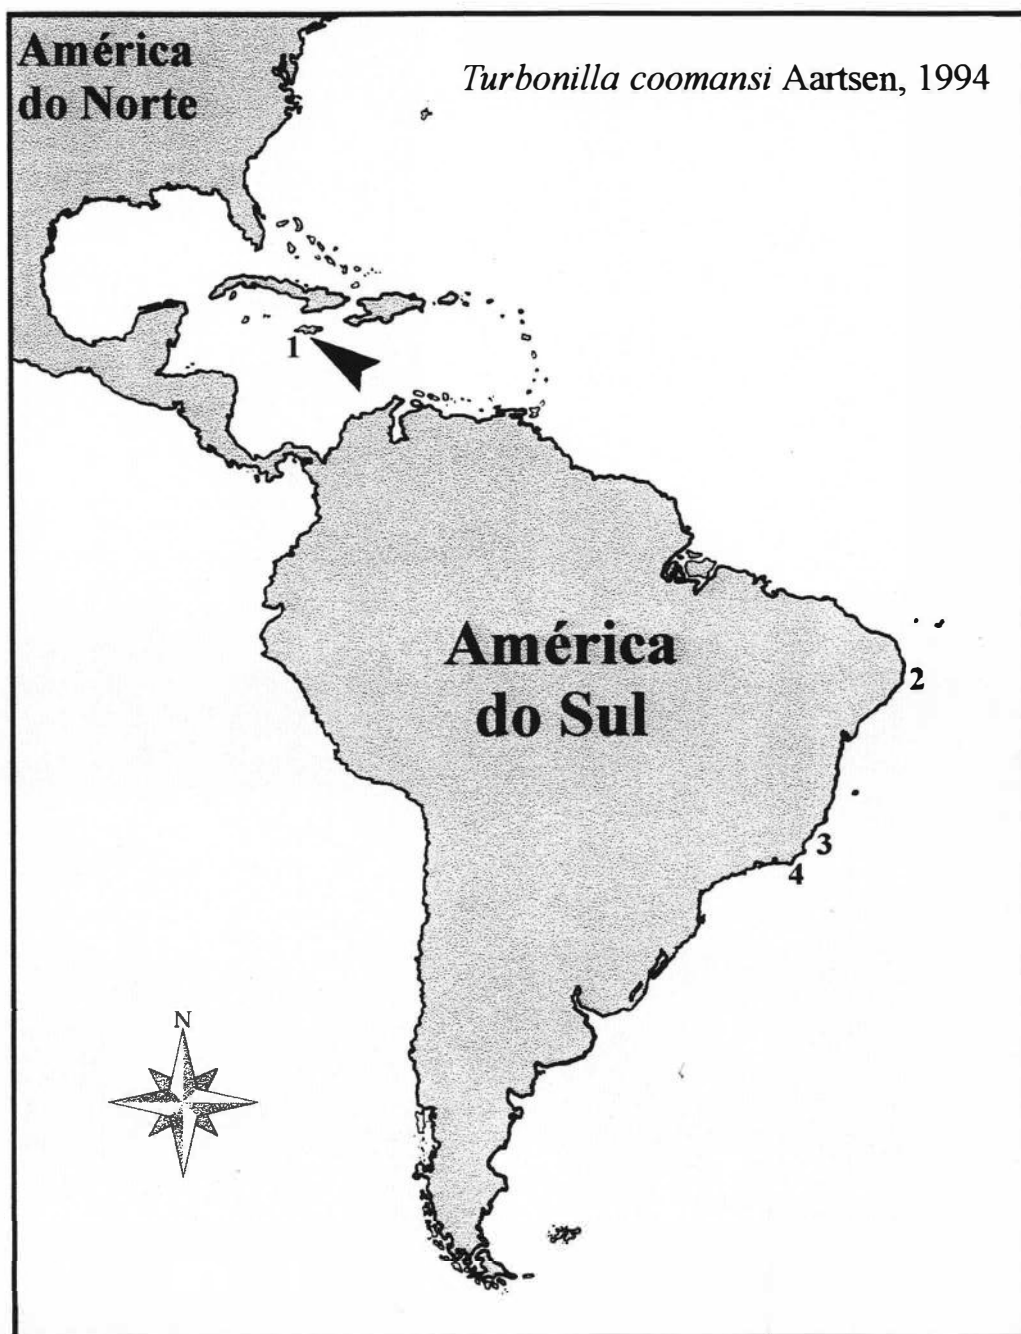 América
do Norte
Turbonilla coomansi Aartsen, 1994
1
América
do Sul
2
3
4
N